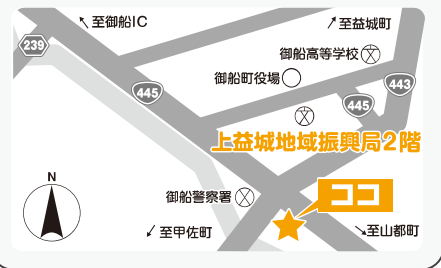 至御船IC
至益城町
239
御船高等学校
御船町役場
445
443
445
上益城地域振興局2階
N
御船警察署
ココ
至甲佐町
至山都町